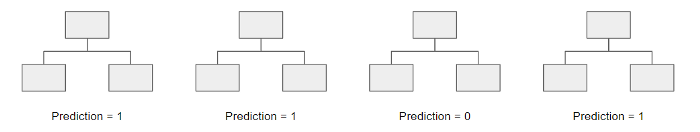 Prediction = 1
Prediction = 1
Prediction = 0
Prediction = 1